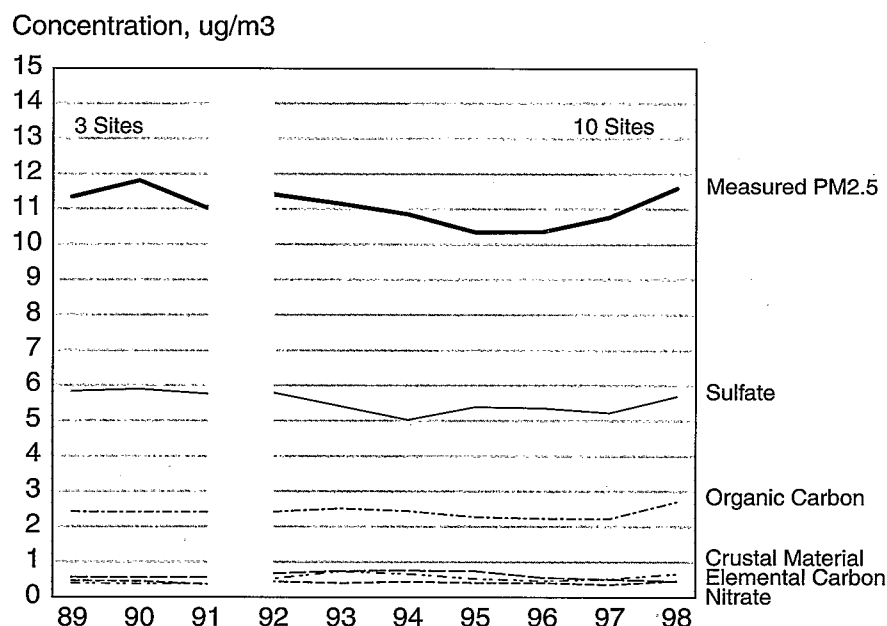 Concentration, ug/m3
15
14
13
12
11
10
9
8
7
6
5
4
3
2
1
0
3 Sites
10 Sites
Measured PM2.5
Sulfate
Organic Carbon
Crustal Material
Elemental Carbon
Nitrate
89 90 91 92 93 94 95 96 97 98